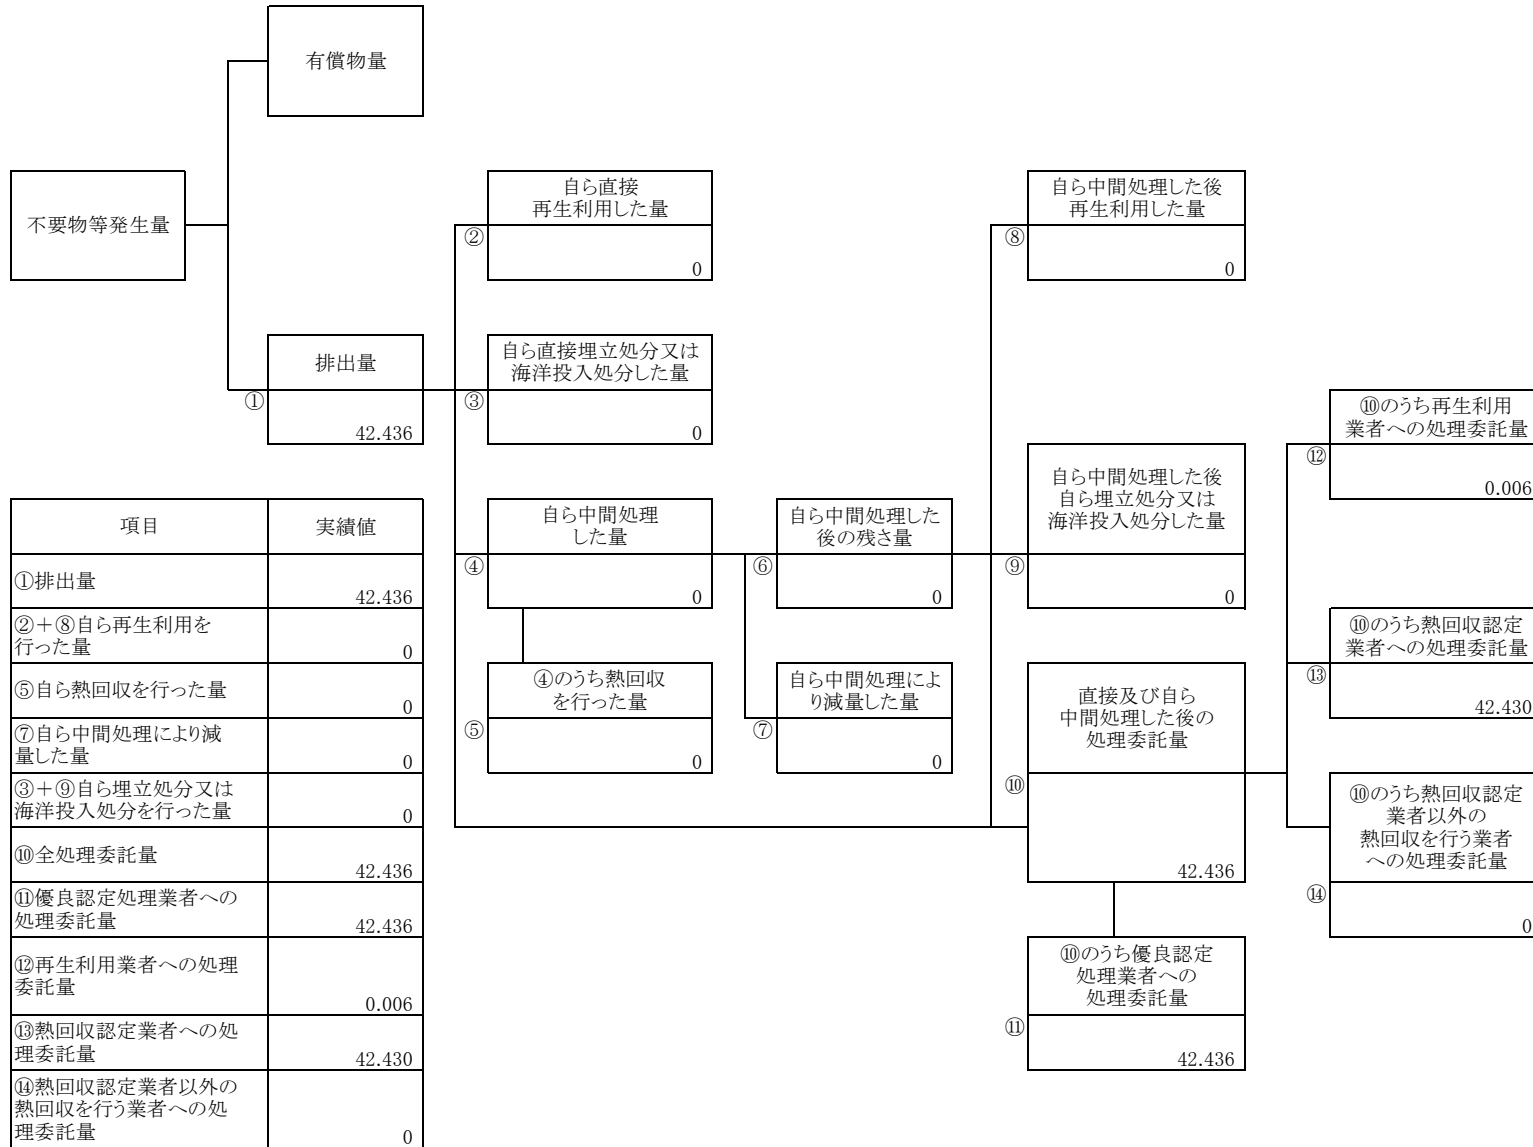 有償物量
不要物等発生量
自ら直接
再生利用した量
②
0
自ら中間処理した後
再生利用した量
⑧
0
排出量
①
42.436
自ら直接埋立処分又は
海洋投入処分した量
③
0
⑩のうち再生利用
業者への処理委託量
⑫
0.006
自ら中間処理
した量
④
0
自ら中間処理した
後の残さ量
⑥
0
自ら中間処理した後
自ら埋立処分又は
海洋投入処分した量
⑨
0
⑩のうち熱回収認定
業者への処理委託量
⑬
42.430
④のうち熱回収
を行った量
⑤
0
自ら中間処理によ
り減量した量
⑦
0
直接及び自ら
中間処理した後の
処理委託量
⑩
42.436
⑩のうち熱回収認定
業者以外の
熱回収を行う業者
への処理委託量
⑭
0
⑩のうち優良認定
処理業者への
処理委託量
⑪
42.436
項目 実績値
①排出量 42.436
②＋⑧自ら再生利用を
行った量 0
⑤自ら熱回収を行った量 0
⑦自ら中間処理により減
量した量 0
③＋⑨自ら埋立処分又は
海洋投入処分を行った量 0
⑩全処理委託量 42.436
⑪優良認定処理業者への
処理委託量 42.436
⑫再生利用業者への処理
委託量 0.006
⑬熱回収認定業者への処
理委託量 42.430
⑭熱回収認定業者以外の
熱回収を行う業者への処
理委託量 0